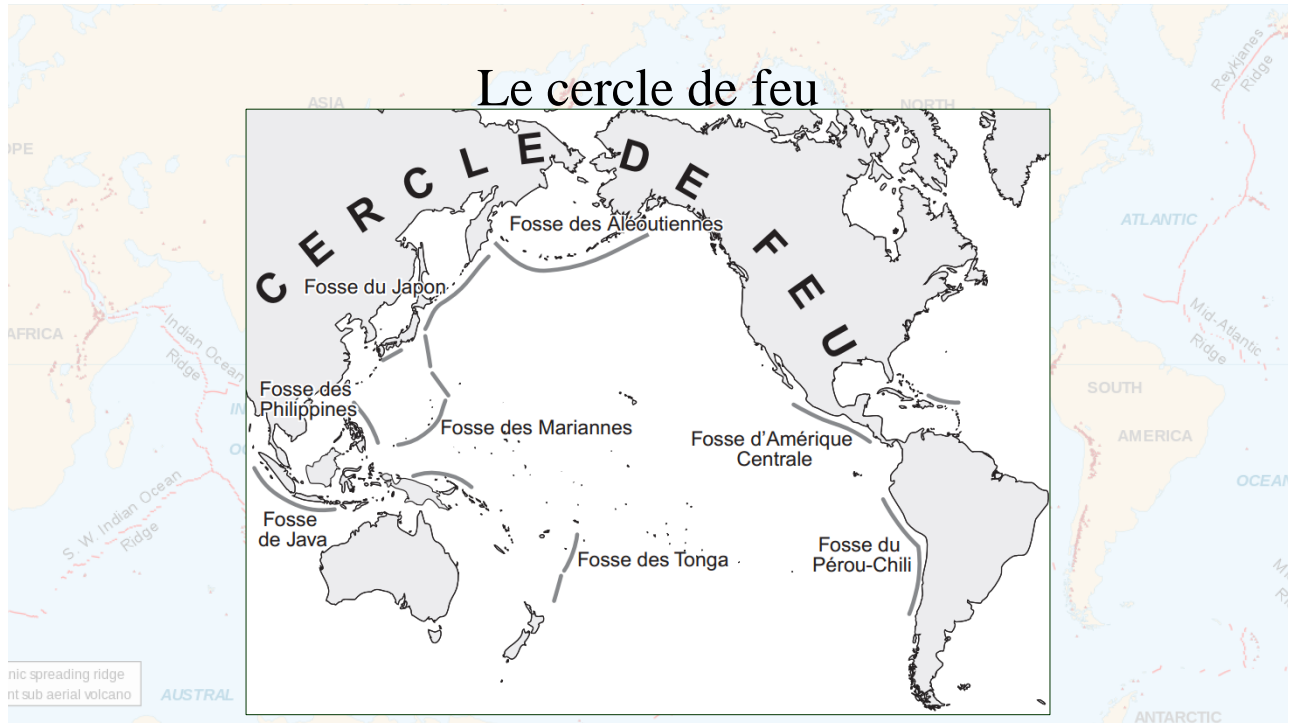 Le cercle de feu
CERCLE DE FEU
Fosse des Aléoutiennes
Fosse du Japon
Fosse des
Philippines
Fosse des Mariannes
Fosse d'Amérique
Centrale
Fosse
de Java
Fosse des Tonga
Fosse du
Pérou-Chili
ASIA
NORTH
OPE
Reykjanes
Ridge
ATLANTIC
AFRICA
Indian Ocean
Ridge
Mid-Atlantic
Ridge
IN
OC
SOUTH
AMERICA
OCEAN
S. W. Indian Ocean
Ridge
nic spreading ridge
nt sub aerial volcano
AUSTRAL
ANTARCTIC